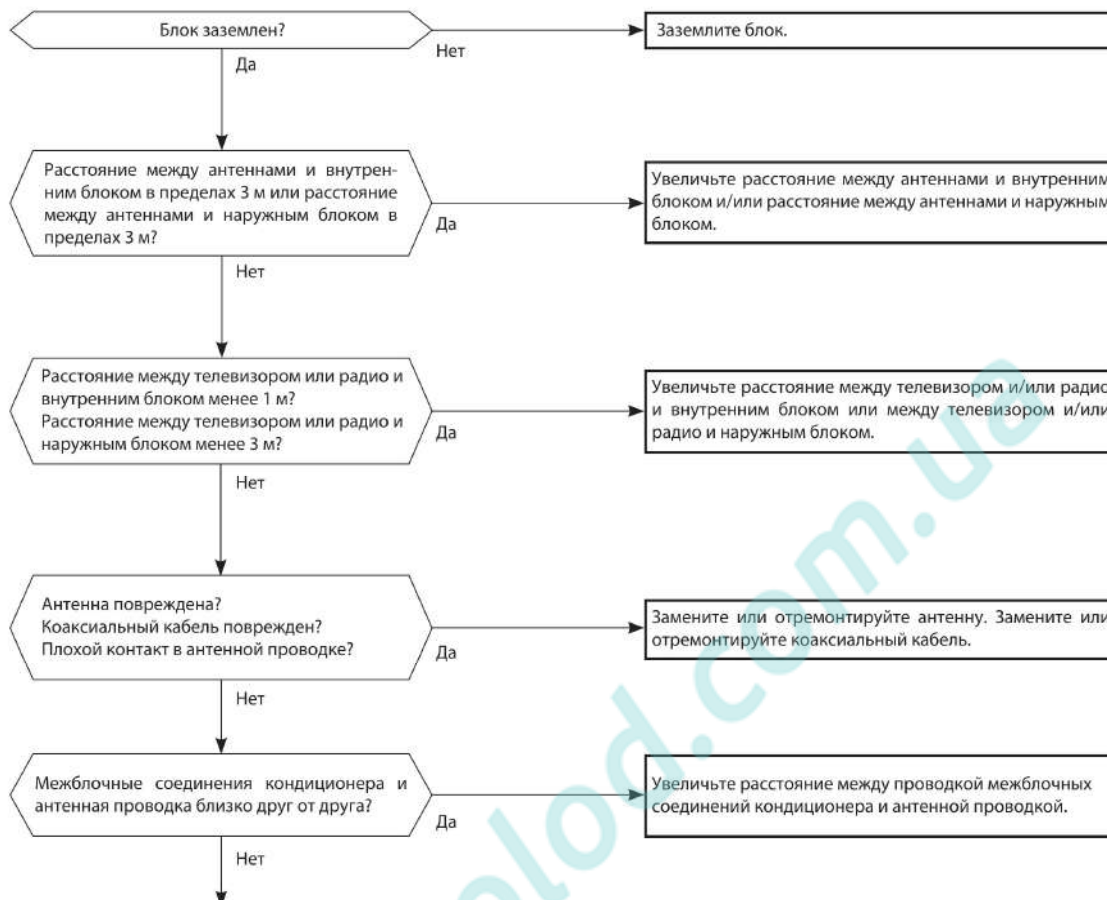 Блок заземлен?
Нет
Заземлите блок.
Да
Расстояние между антеннами и внутрен-
ним блоком в пределах 3 м или расстояние
между антеннами и наружным блоком в
пределах 3 м?
Да
Увеличьте расстояние между антеннами и внутренним
блоком и/или расстояние между антеннами и наружным
блоком.
Нет
Расстояние между телевизором или радио и
внутренним блоком менее 1 м?
Расстояние между телевизором или радио и
наружным блоком менее 3 м?
Да
Увеличьте расстояние между телевизором и/или радио
и внутренним блоком или между телевизором и/или
радио и наружным блоком.
Нет
Антенна повреждена?
Коаксиальный кабель поврежден?
Плохой контакт в антенной проводке?
Да
Замените или отремонтируйте антенну. Замените или
отремонтируйте коаксиальный кабель.
Нет
Межблочные соединения кондиционера и
антенная проводка близко друг от друга?
Да
Увеличьте расстояние между проводкой межблочных
соединений кондиционера и антенной проводкой.
Нет
olod.com.ua